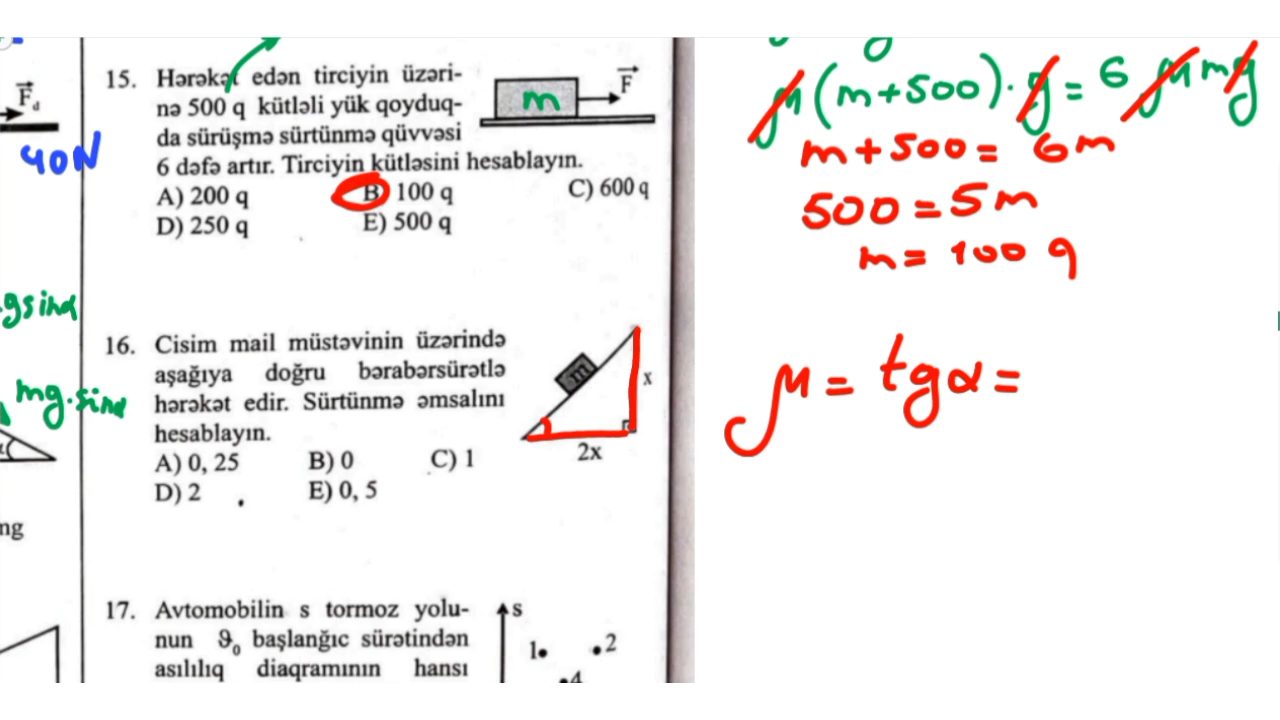 F⃗d
40N
gsinα
mg·sinα
mg
15. Hərəkət edən tirciyin üzəri-
nə 500 q kütləli yük qoyduq-
da sürüşmə sürtünmə qüvvəsi
6 dəfə artır. Tirciyin kütləsini hesablayın.
m
F⃗
A) 200 q B) 100 q C) 600 q
D) 250 q E) 500 q
16. Cisim mail müstəvinin üzərində
aşağıya doğru bərabərsürətlə
hərəkət edir. Sürtünmə əmsalını
hesablayın.
m
x
2x
A) 0, 25 B) 0 C) 1
D) 2 E) 0, 5
17. Avtomobilin s tormoz yolu-
nun ϑ₀ başlanğıc sürətindən
asılılıq diaqramının hansı
s
1 2
4
μ(m+500)·g = 6μmg
m+500 = 6m
500 = 5m
m = 100 q
μ = tgα =